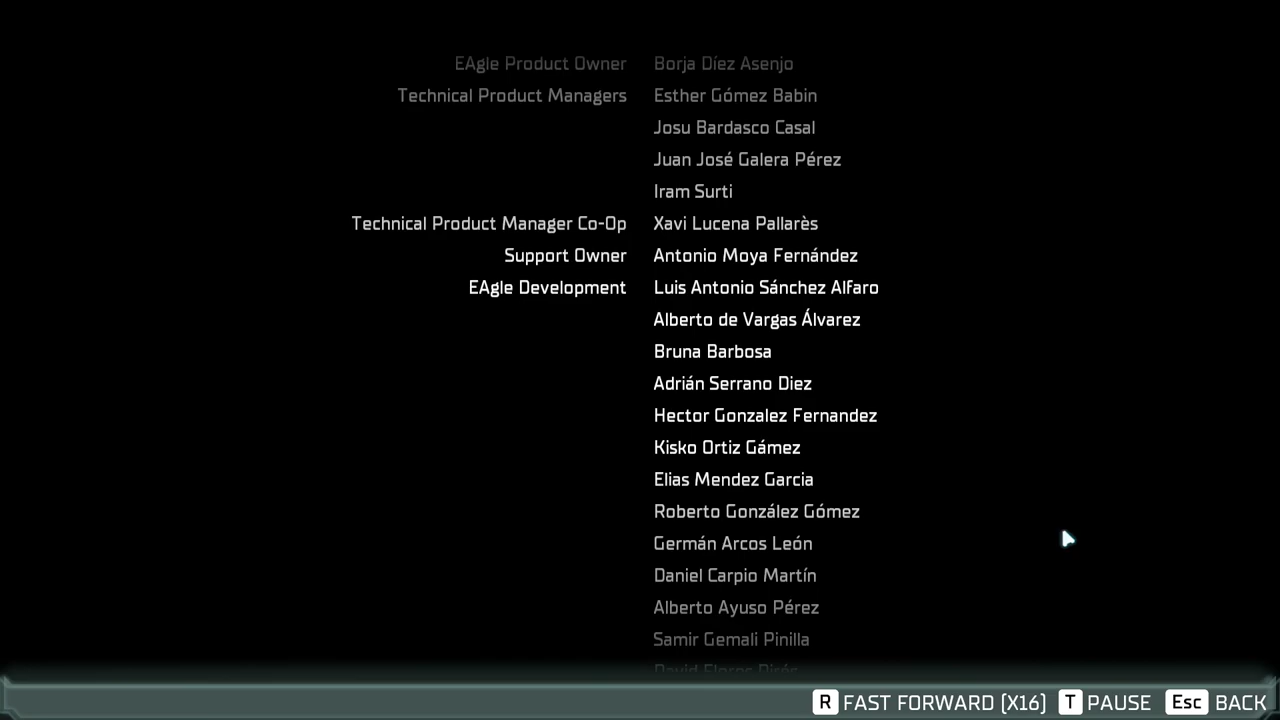 EAgle Product Owner Borja Díez Asenjo
Technical Product Managers Esther Gómez Babin
Josu Bardasco Casal
Juan José Galera Pérez
Iram Surti
Technical Product Manager Co-Op Xavi Lucena Pallarès
Support Owner Antonio Moya Fernández
EAgle Development Luis Antonio Sánchez Alfaro
Alberto de Vargas Álvarez
Bruna Barbosa
Adrián Serrano Diez
Hector Gonzalez Fernandez
Kisko Ortiz Gámez
Elias Mendez Garcia
Roberto González Gómez
Germán Arcos León
Daniel Carpio Martín
Alberto Ayuso Pérez
Samir Gemali Pinilla
David Flores
R FAST FORWARD (X16) T PAUSE Esc BACK